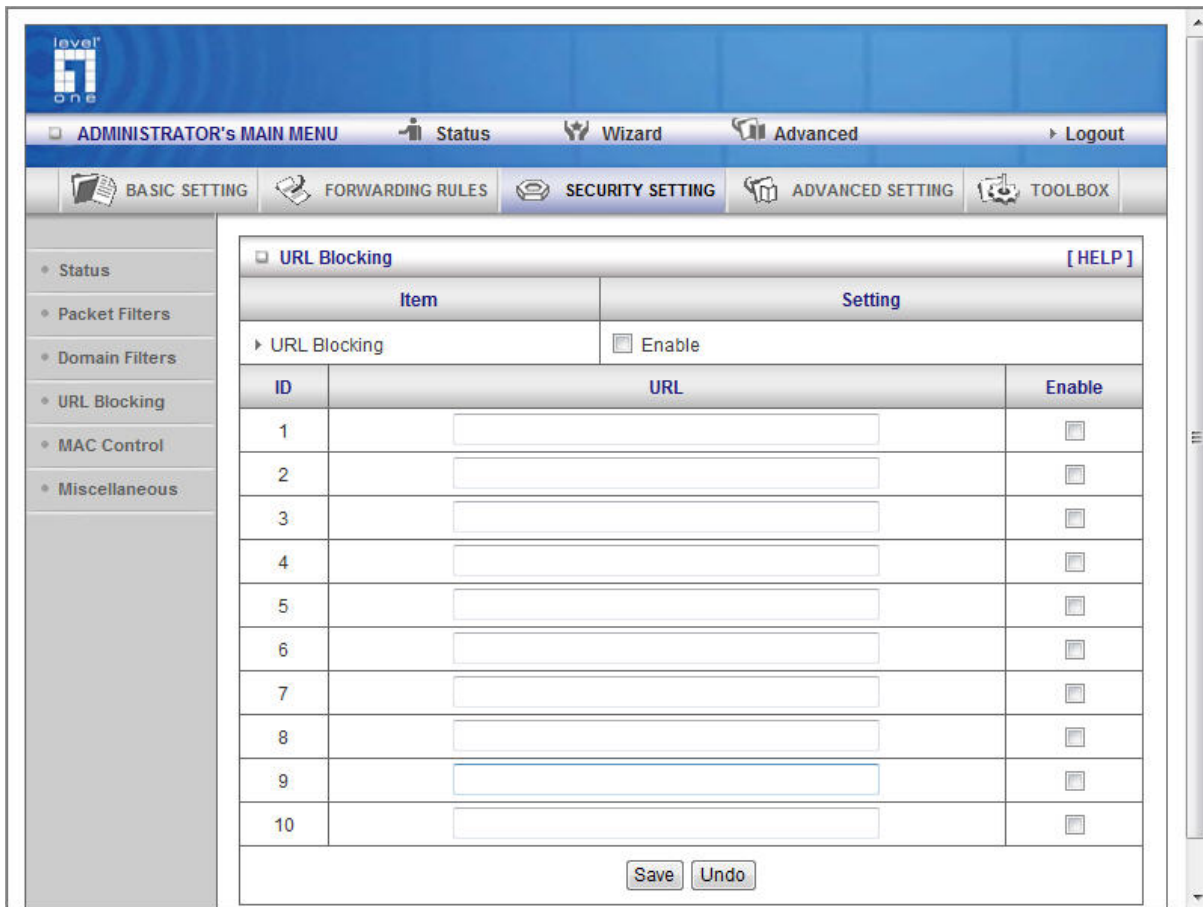 level one
ADMINISTRATOR's MAIN MENU Status Wizard Advanced Logout
BASIC SETTING FORWARDING RULES SECURITY SETTING ADVANCED SETTING TOOLBOX
Status
Packet Filters
Domain Filters
URL Blocking
MAC Control
Miscellaneous
URL Blocking [ HELP ]
Item Setting
URL Blocking Enable
ID URL Enable
1
2
3
4
5
6
7
8
9
10
Save Undo